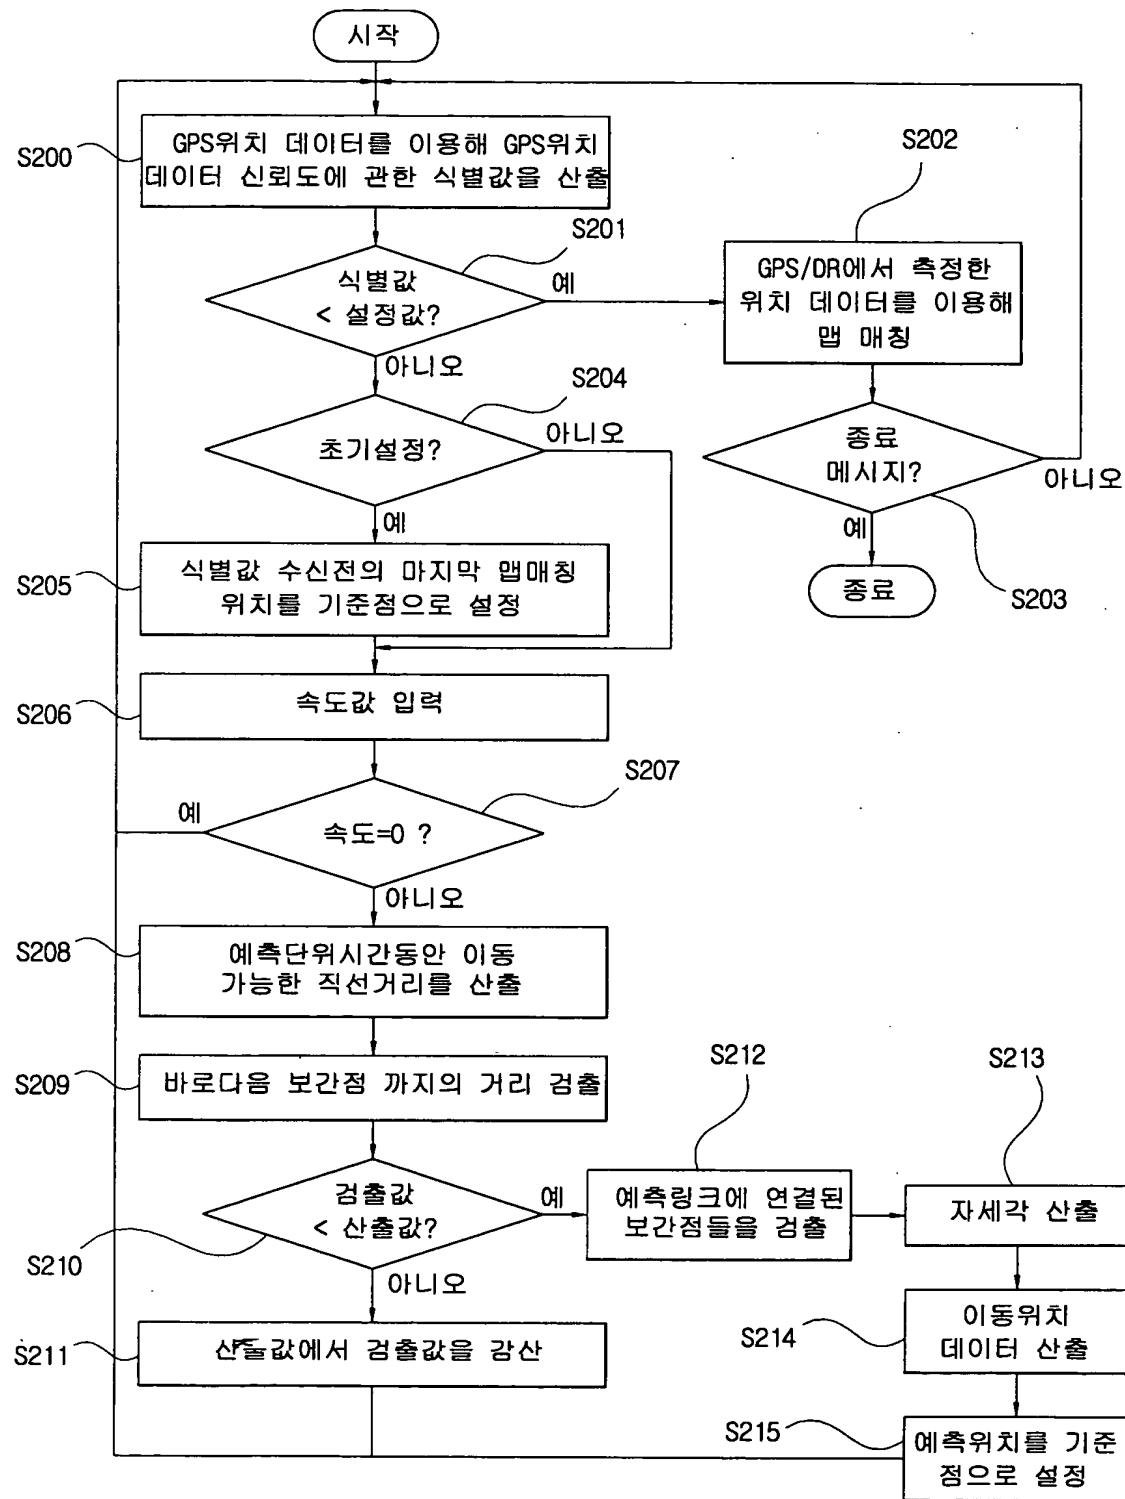 시작
S200
GPS위치 데이터를 이용해 GPS위치
데이터 신뢰도에 관한 식별값을 산출
S201
식별값
< 설정값?
예
아니오
S202
GPS/DR에서 측정한
위치 데이터를 이용해
맵 매칭
종료
메시지?
아니오
예
S203
종료
S204
초기설정?
아니오
예
S205
식별값 수신전의 마지막 맵매칭
위치를 기준점으로 설정
S206
속도값 입력
S207
예
속도=0 ?
아니오
S208
예측단위시간동안 이동
가능한 직선거리를 산출
S209
바로다음 보간점 까지의 거리 검출
S210
검출값
< 산출값?
예
아니오
S211
산출값에서 검출값을 감산
S212
예측링크에 연결된
보간점들을 검출
S213
자세각 산출
S214
이동위치
데이터 산출
S215
예측위치를 기준
점으로 설정